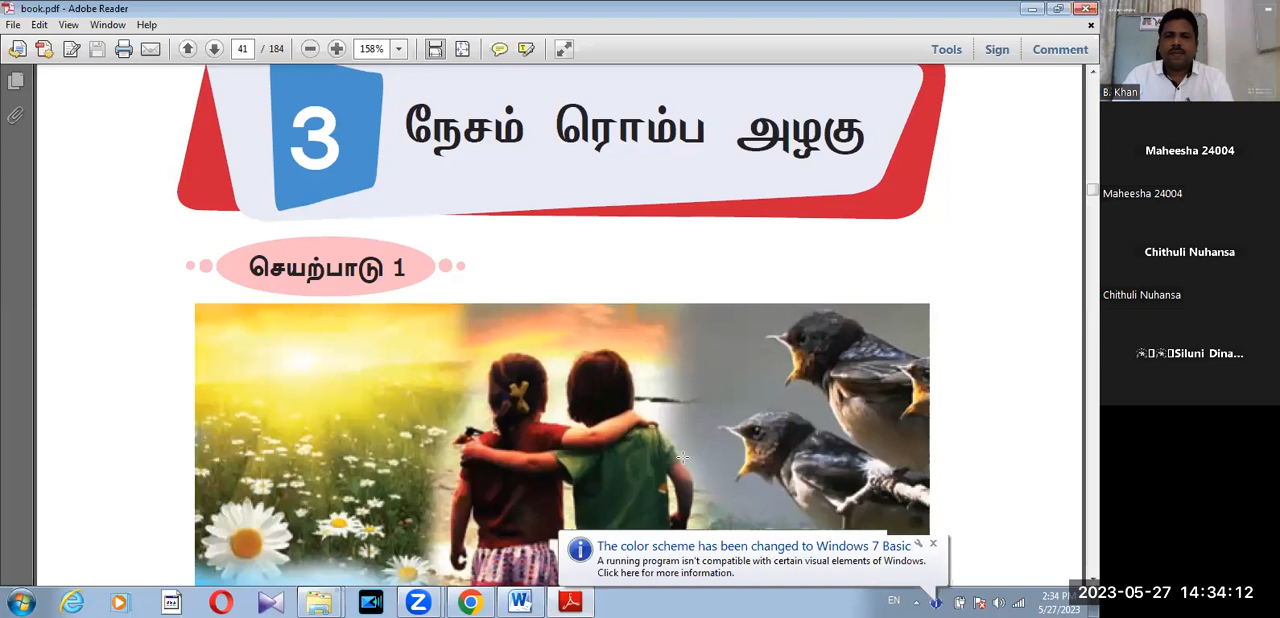 book.pdf - Adobe Reader
File Edit View Window Help
41 / 184 158% Tools Sign Comment
3 நேசம் ரொம்ப அழகு
செயற்பாடு 1
B. Khan
Maheesha 24004
Maheesha 24004
Chithuli Nuhansa
Chithuli Nuhansa
Siluni Dina...
The color scheme has been changed to Windows 7 Basic
A running program isn't compatible with certain visual elements of Windows.
Click here for more information.
EN 2:34 PM
5/27/2023
2023-05-27 14:34:12